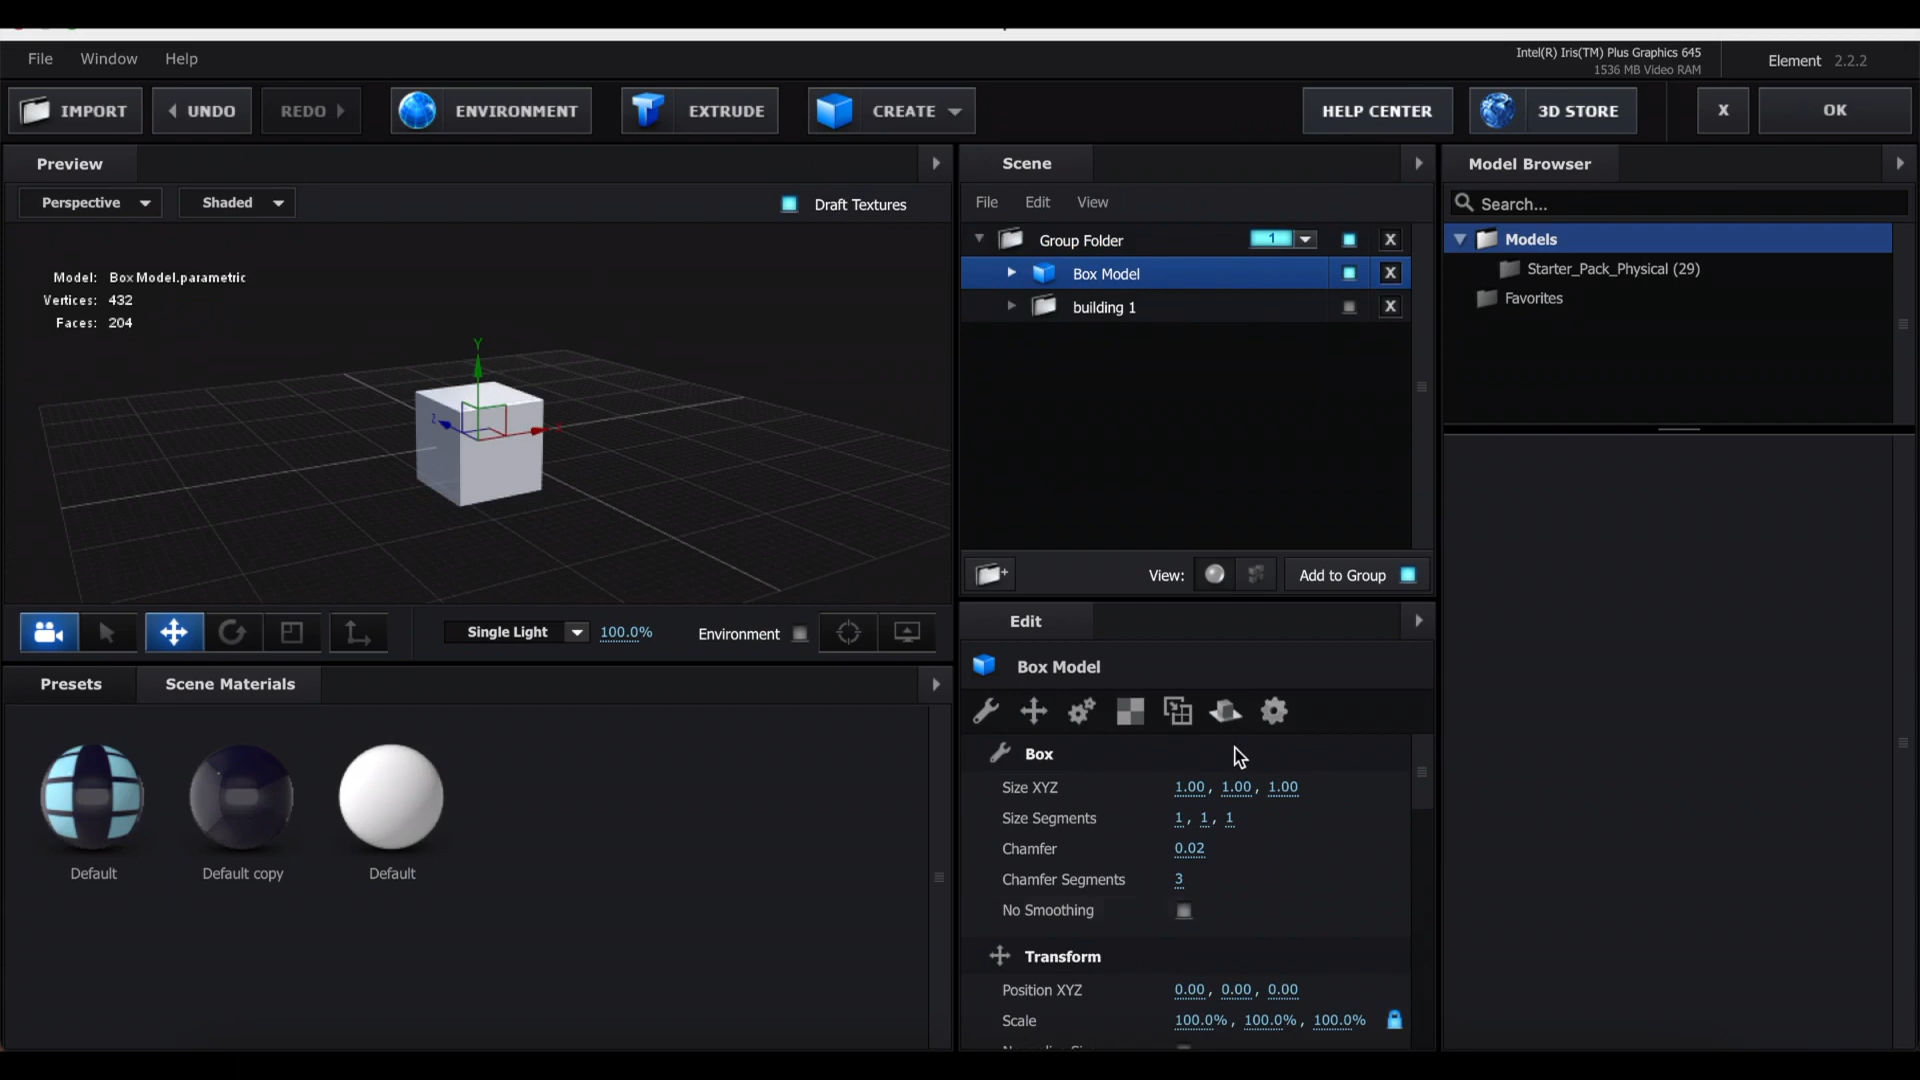 File Window Help
Intel(R) Iris(TM) Plus Graphics 645
1536 MB Video RAM
Element 2.2.2
IMPORT UNDO REDO ENVIRONMENT EXTRUDE CREATE HELP CENTER 3D STORE X OK
Preview
Perspective Shaded Draft Textures
Model: Box Model.parametric
Vertices: 432
Faces: 204
Y
Z
Single Light 100.0% Environment
Presets Scene Materials
Default Default copy Default
Scene
File Edit View
Group Folder 1 X
Box Model X
building 1 X
View: Add to Group
Edit
Box Model
Box
Size XYZ 1.00, 1.00, 1.00
Size Segments 1, 1, 1
Chamfer 0.02
Chamfer Segments 3
No Smoothing
Transform
Position XYZ 0.00, 0.00, 0.00
Scale 100.0%, 100.0%, 100.0%
Model Browser
Search...
Models
Starter_Pack_Physical (29)
Favorites